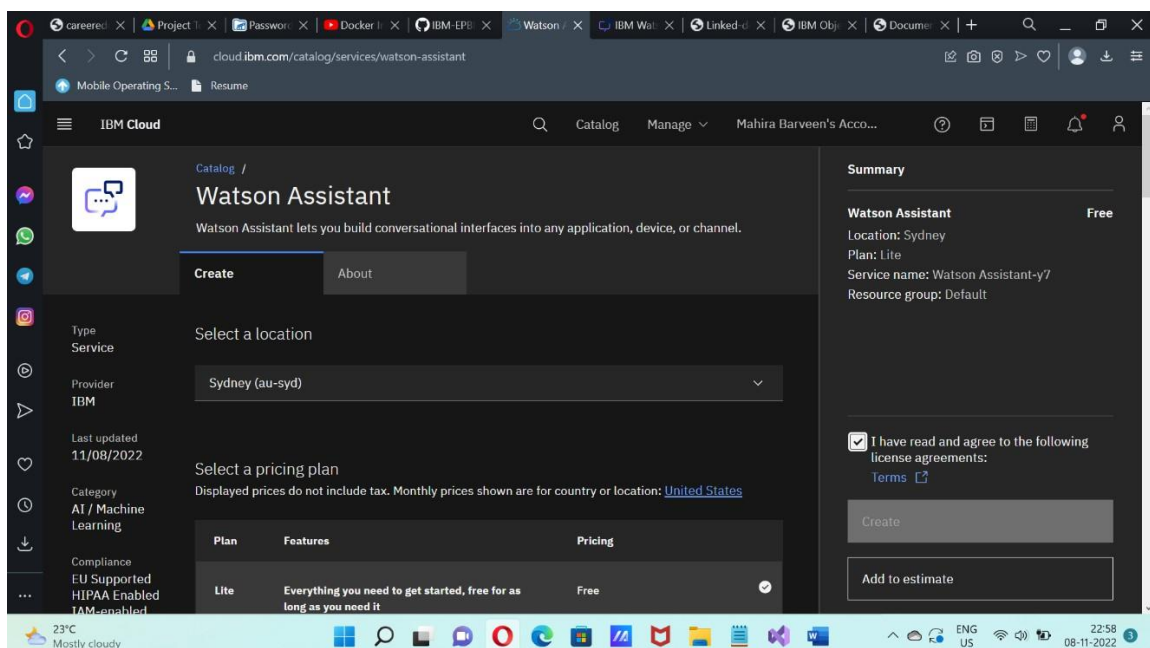 careered
Project T
Passworc
Docker Ir
IBM-EPB
Watson A
IBM Wat
Linked-d
IBM Obj
Documer
cloud.ibm.com/catalog/services/watson-assistant
Mobile Operating S...
Resume
IBM Cloud
Catalog
Manage
Mahira Barveen's Acco...
Catalog /
Watson Assistant
Watson Assistant lets you build conversational interfaces into any application, device, or channel.
Create
About
Type
Service
Provider
IBM
Last updated
11/08/2022
Category
AI / Machine
Learning
Compliance
EU Supported
HIPAA Enabled
IAM-enabled
Select a location
Sydney (au-syd)
Select a pricing plan
Displayed prices do not include tax. Monthly prices shown are for country or location: United States
Plan Features Pricing
Lite Everything you need to get started, free for as Free
long as you need it
Summary
Watson Assistant Free
Location: Sydney
Plan: Lite
Service name: Watson Assistant-y7
Resource group: Default
I have read and agree to the following
license agreements:
Terms
Create
Add to estimate
23°C
Mostly cloudy
ENG
US
22:58
08-11-2022
3